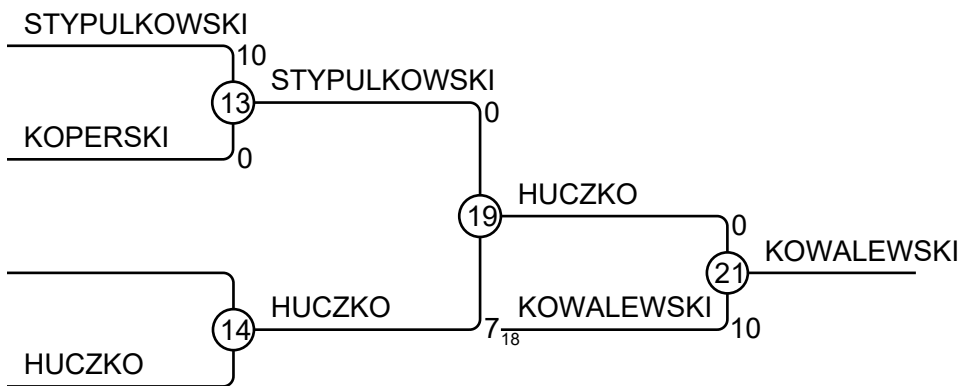 STYPULKOWSKI
10
STYPULKOWSKI
13
0
KOPERSKI
0
HUCZKO
19
0
KOWALEWSKI
21
HUCZKO
KOWALEWSKI
14
7
18
10
HUCZKO